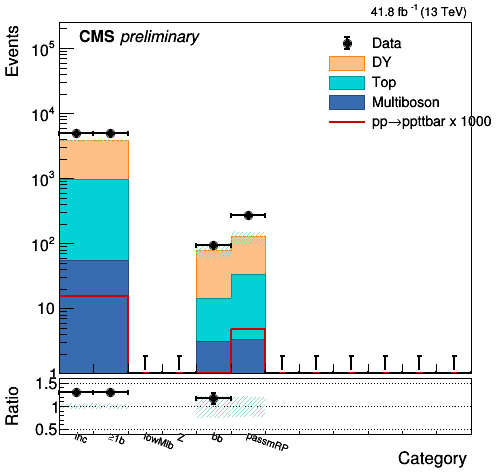 41.8 fb⁻¹ (13 TeV)
CMS preliminary
Events
10⁵
10⁴
10³
10²
10
1
Data
DY
Top
Multiboson
pp→ppttbar x 1000
Ratio
1.5
1
0.5
inc ≥1b lowMlb Z bb passmRP
Category